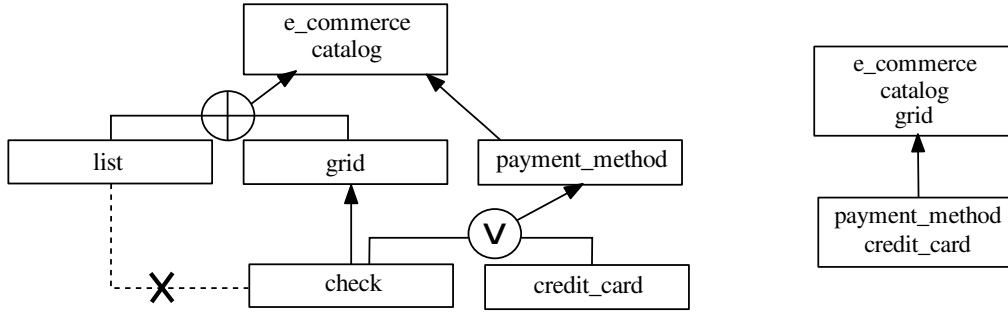 e_commerce
catalog
list
grid
payment_method
V
X
check
credit_card
e_commerce
catalog
grid
payment_method
credit_card